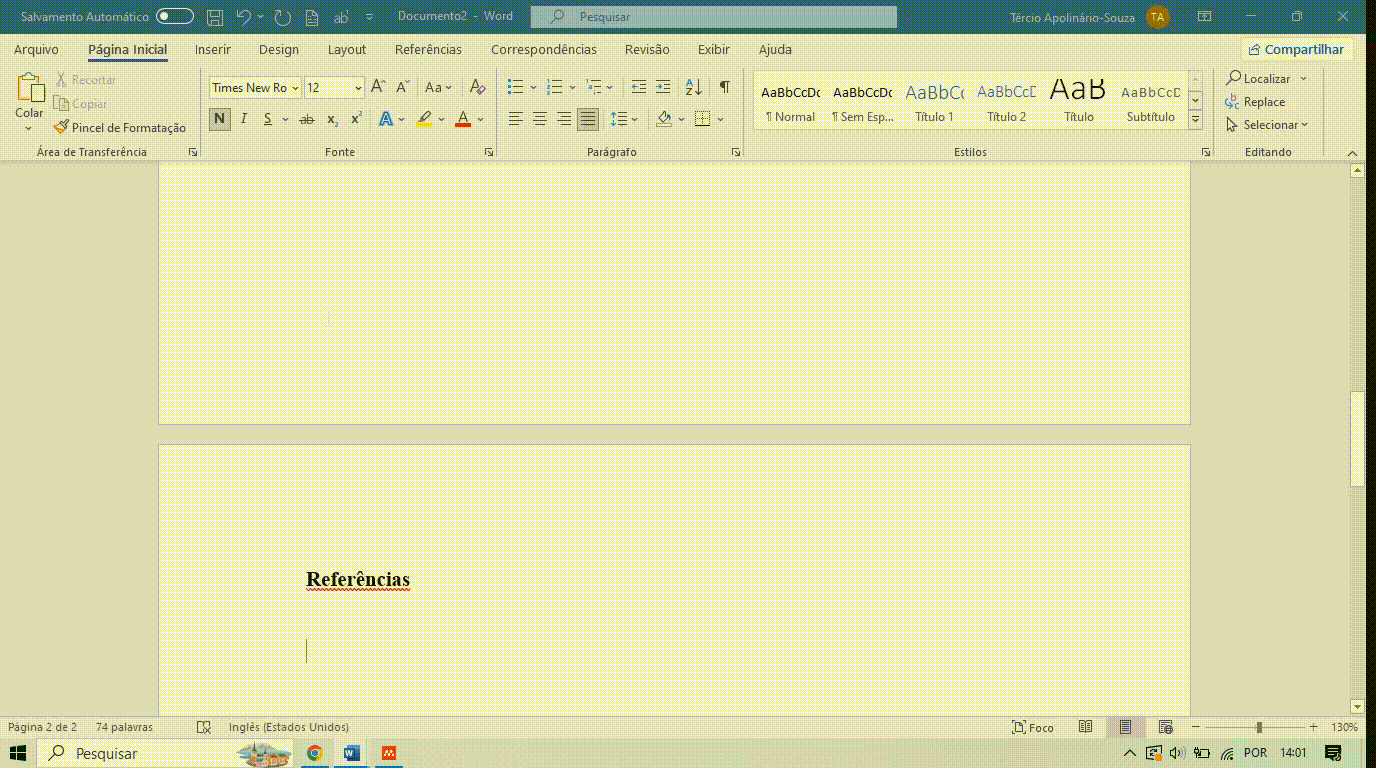 Salvamento Automático Documento2 - Word Pesquisar Tércio Apolinário-Souza TA
Arquivo Página Inicial Inserir Design Layout Referências Correspondências Revisão Exibir Ajuda Compartilhar
Colar
Recortar
Copiar
Pincel de Formatação
Área de Transferência
Times New Ro 12 Aa
N I S ab x₂ x² A A
Fonte
Parágrafo
AaBbCcDc AaBbCcDc AaBbCc AaBbCcD AaB AaBbCcD
¶ Normal ¶ Sem Esp... Título 1 Título 2 Título Subtítulo
Estilos
Localizar
Replace
Selecionar
Editando
Referências
Página 2 de 2 74 palavras Inglês (Estados Unidos) Foco 130%
Pesquisar POR 14:01